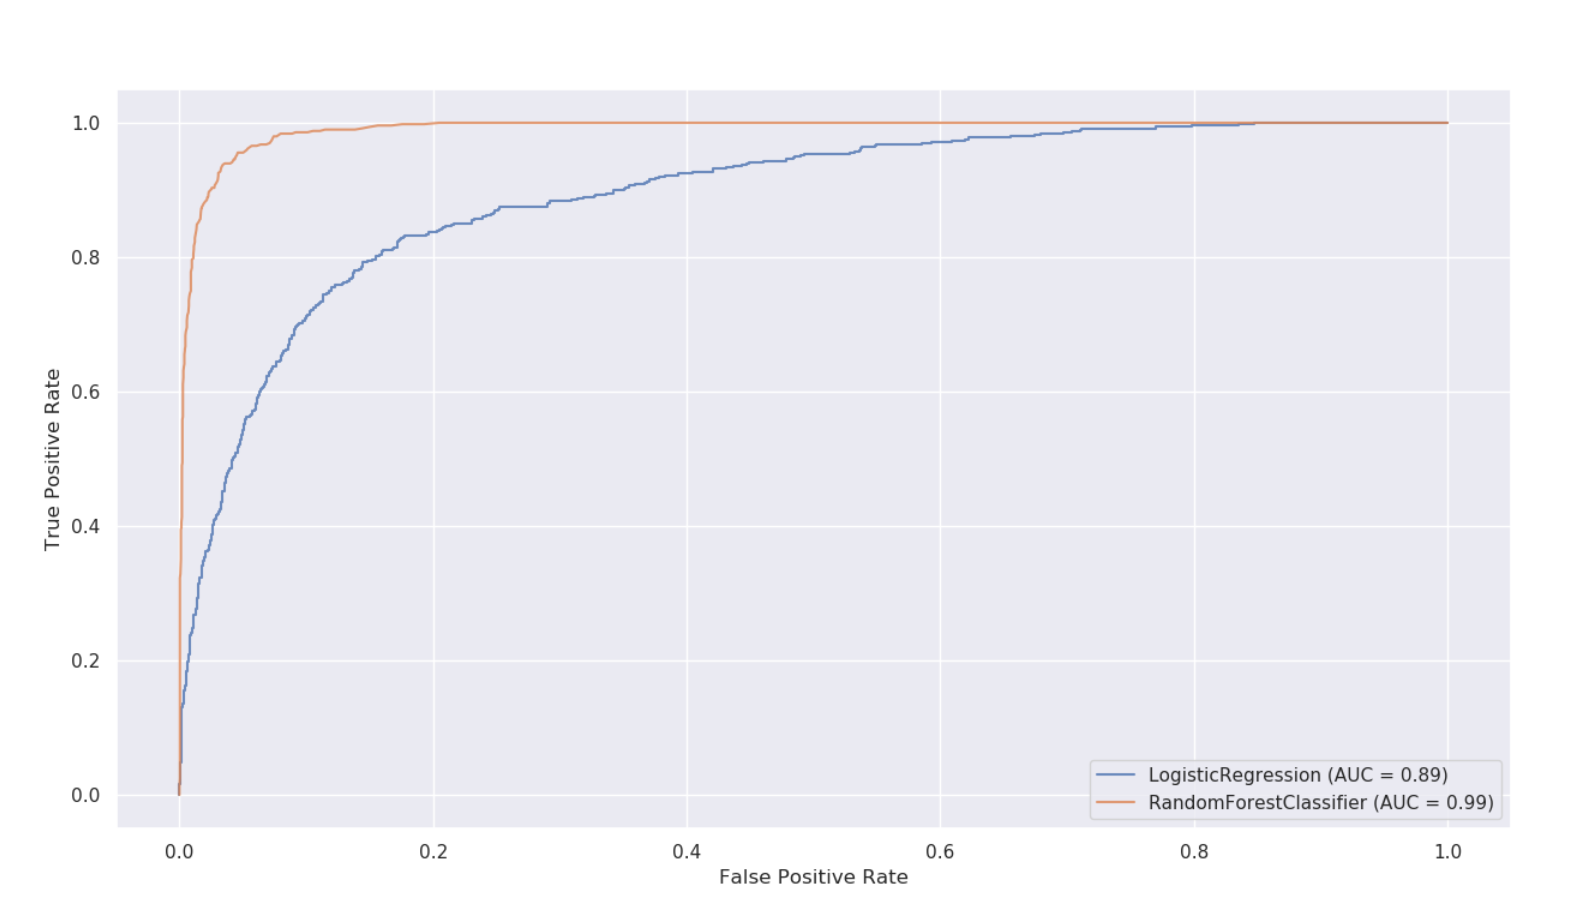 1.0
0.8
0.6
0.4
0.2
0.0
True Positive Rate
LogisticRegression (AUC = 0.89)
RandomForestClassifier (AUC = 0.99)
0.0 0.2 0.4 0.6 0.8 1.0
False Positive Rate